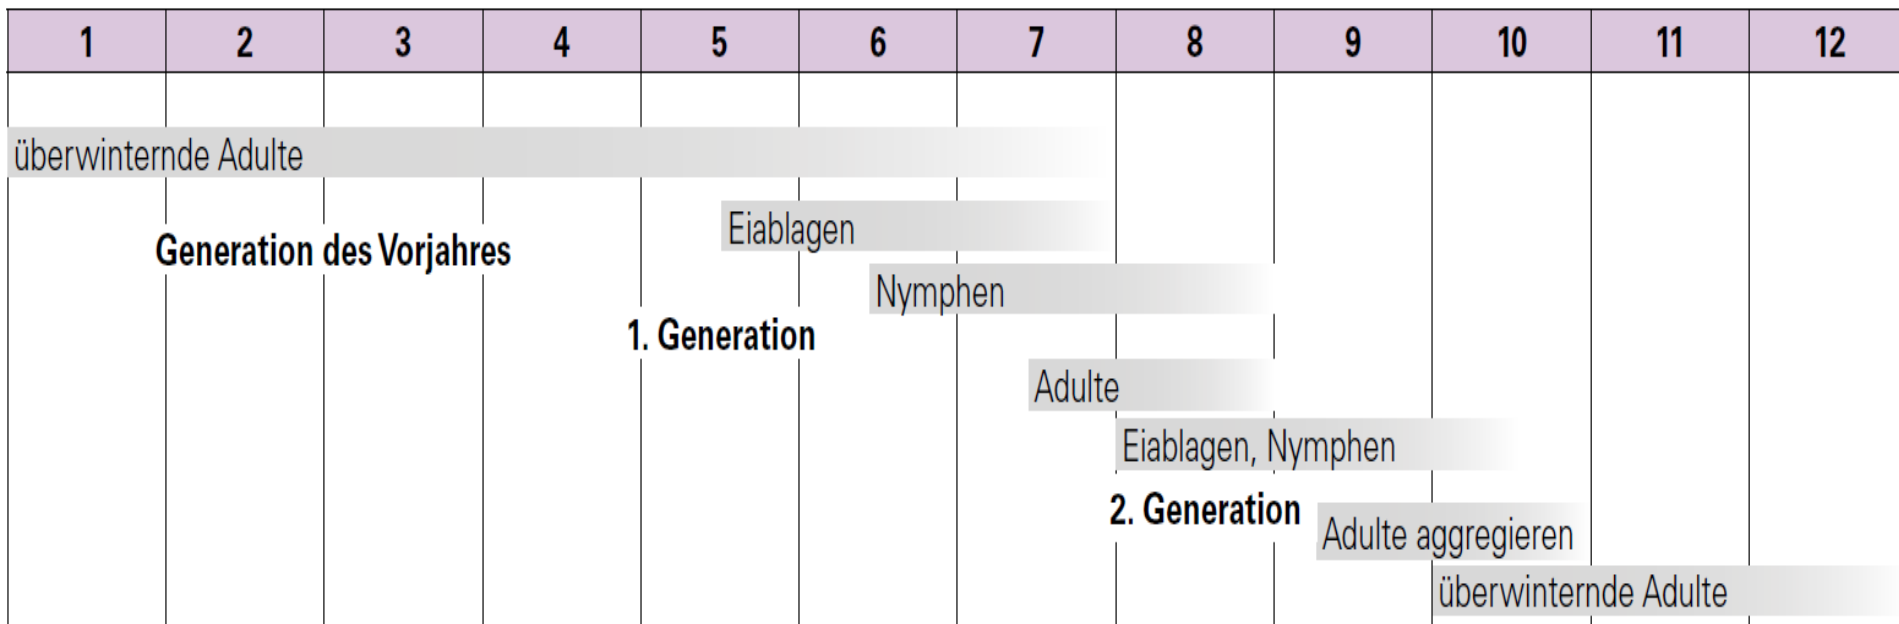 1 2 3 4 5 6 7 8 9 10 11 12
überwinternde Adulte
Eiablagen
Generation des Vorjahres
Nymphen
1. Generation
Adulte
Eiablagen, Nymphen
2. Generation
Adulte aggregieren
überwinternde Adulte